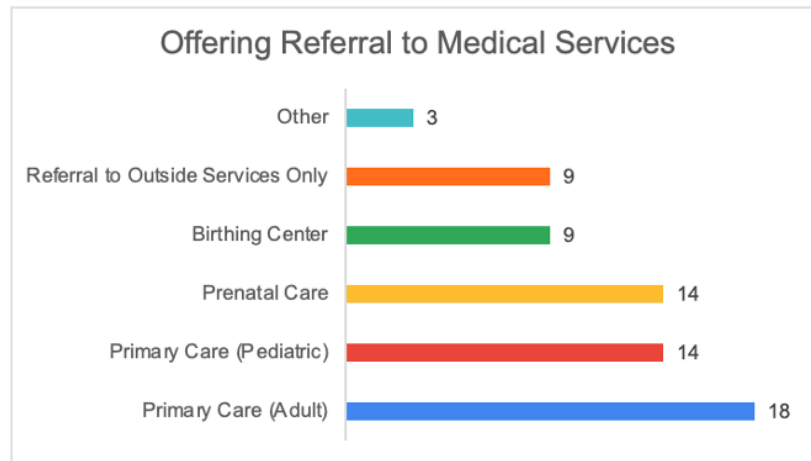 Offering Referral to Medical Services
Other 3
Referral to Outside Services Only 9
Birthing Center 9
Prenatal Care 14
Primary Care (Pediatric) 14
Primary Care (Adult) 18